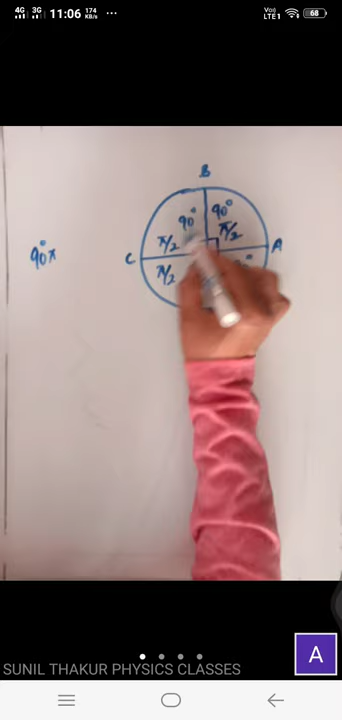 4G 3G 11:06 174 KB/s ...
Vo) LTE1 68
B
90° 90°
π/2 π/2
C A
90°x
π/2
SUNIL THAKUR PHYSICS CLASSES
A